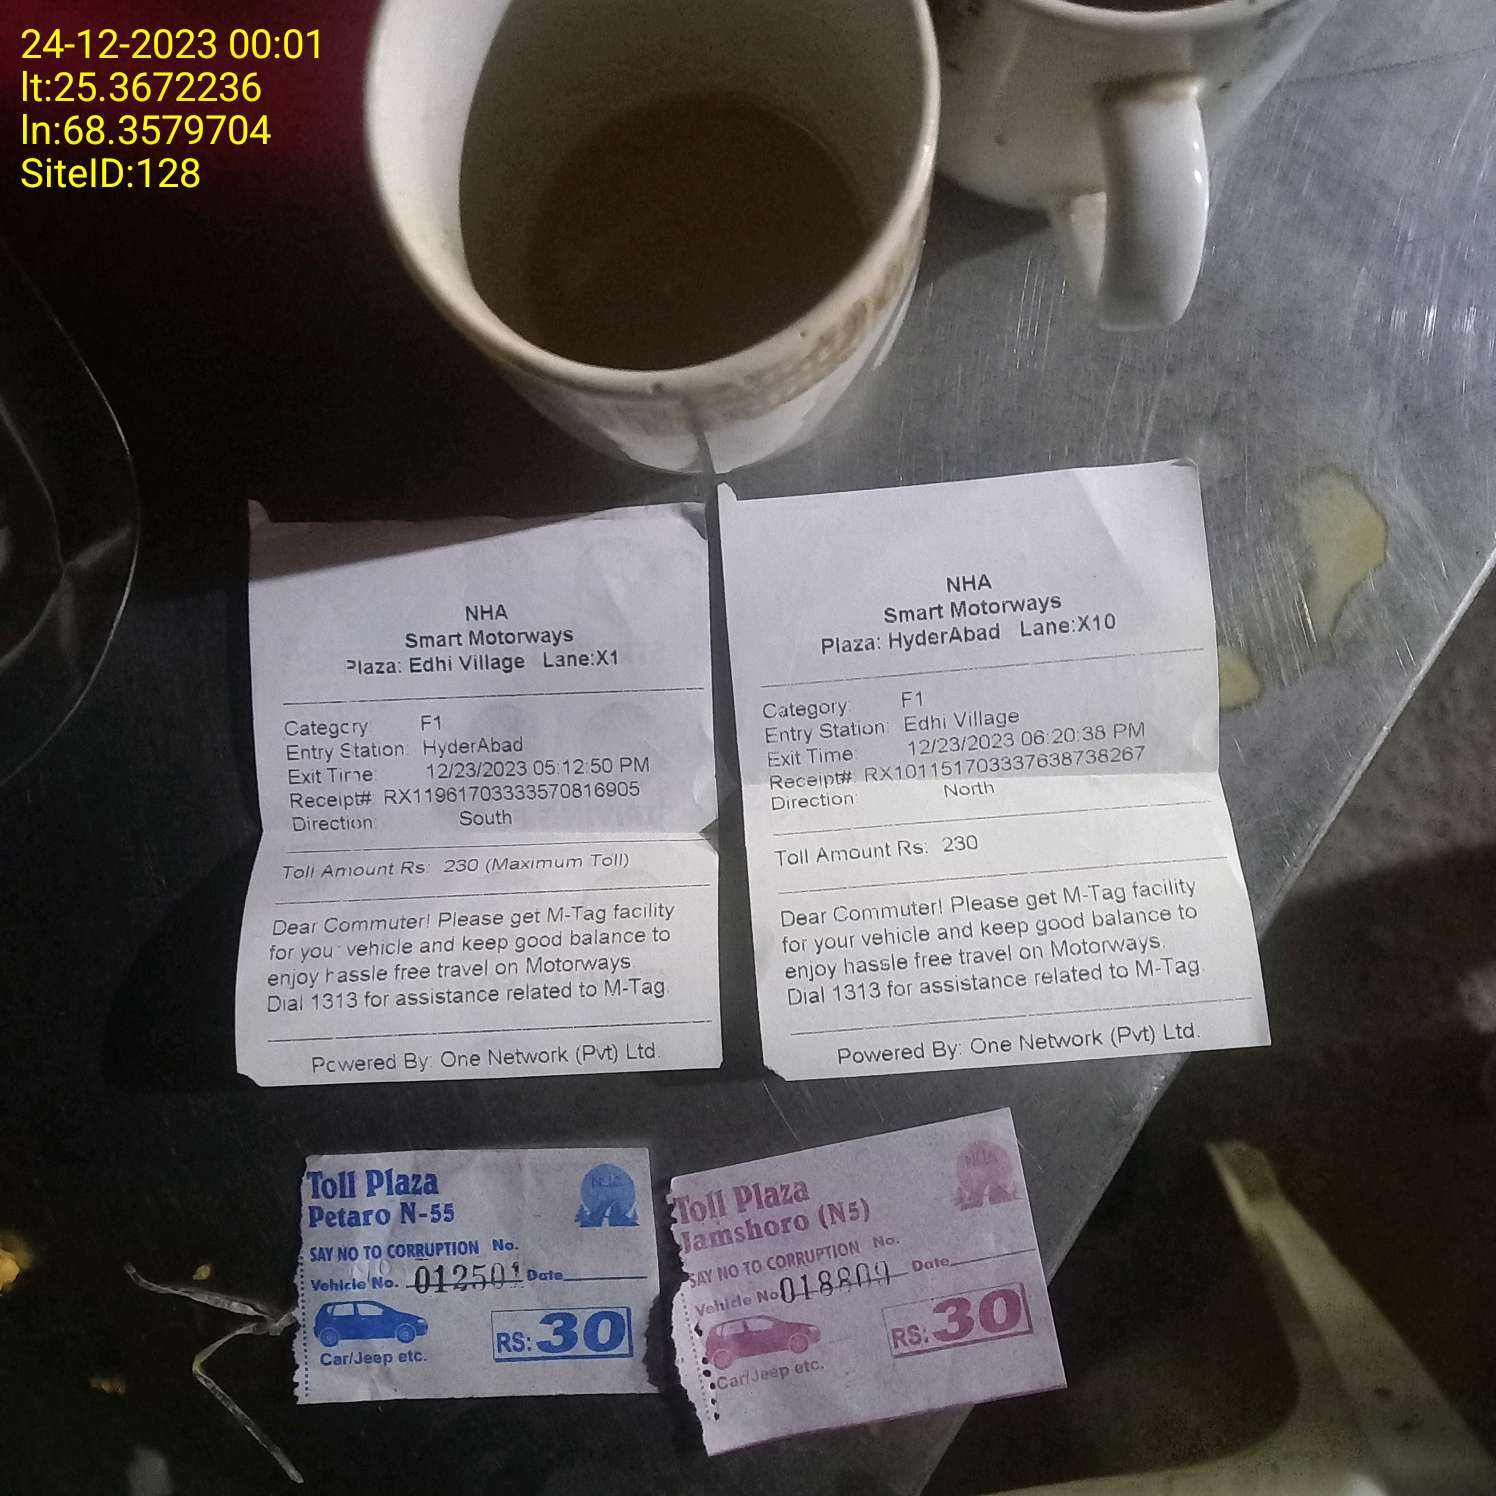 24-12-2023 00:01
lt:25.3672236
ln:68.3579704
SiteID:128
NHA
Smart Motorways
Plaza: Edhi Village Lane:X1
Category: F1
Entry Station: HyderAbad
Exit Time: 12/23/2023 05:12:50 PM
Receipt#: RX11961703333570816905
Direction: South
Toll Amount Rs: 230 (Maximum Toll)
Dear Commuter! Please get M-Tag facility
for your vehicle and keep good balance to
enjoy hassle free travel on Motorways
Dial 1313 for assistance related to M-Tag.
Powered By: One Network (Pvt) Ltd.
NHA
Smart Motorways
Plaza: HyderAbad Lane:X10
Category: F1
Entry Station: Edhi Village
Exit Time: 12/23/2023 06:20:38 PM
Receipt#: RX101151703337638738267
Direction: North
Toll Amount Rs: 230
Dear Commuter! Please get M-Tag facility
for your vehicle and keep good balance to
enjoy hassle free travel on Motorways.
Dial 1313 for assistance related to M-Tag.
Powered By: One Network (Pvt) Ltd.
Toll Plaza
Petaro N-55
NHA
SAY NO TO CORRUPTION No.
Vehicle No. 012501 Date
RS: 30
Car/Jeep etc.
Toll Plaza
Jamshoro (N5)
NHA
SAY NO TO CORRUPTION No.
Vehicle No 018809 Date
RS: 30
Car/Jeep etc.